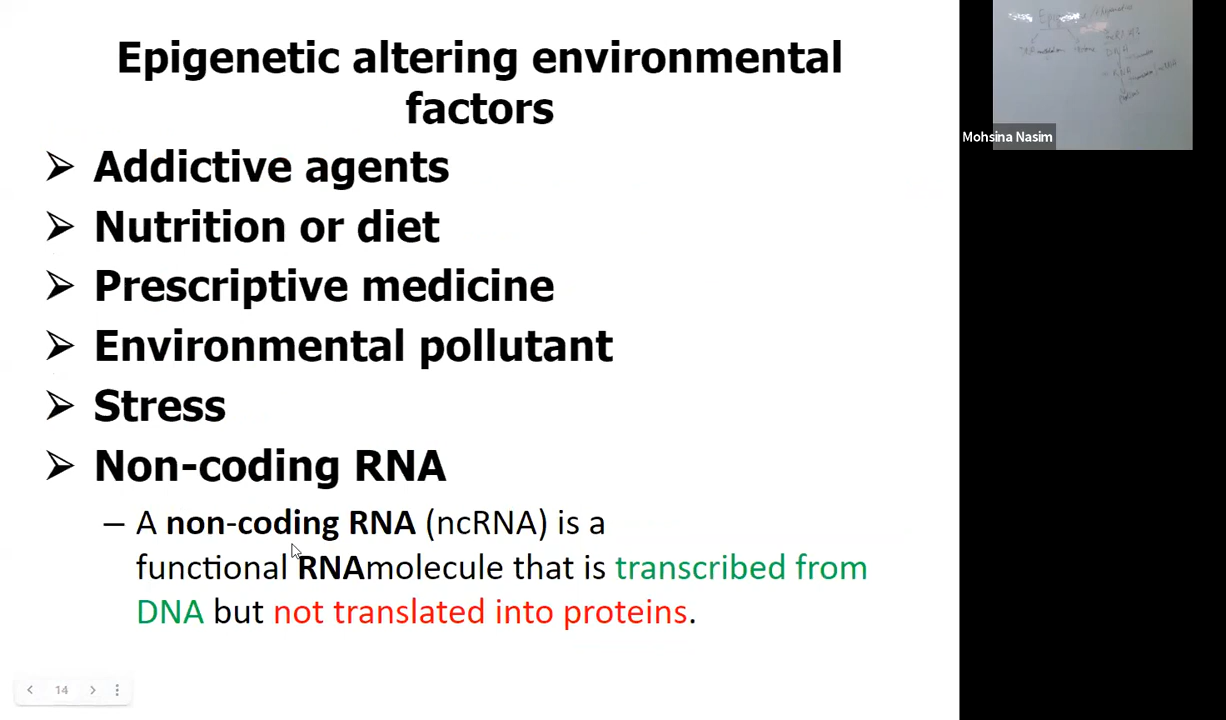 Epigenetic altering environmental
factors
➢ Addictive agents
➢ Nutrition or diet
➢ Prescriptive medicine
➢ Environmental pollutant
➢ Stress
➢ Non-coding RNA
– A non-coding RNA (ncRNA) is a
functional RNAmolecule that is transcribed from
DNA but not translated into proteins.
14
Mohsina Nasim